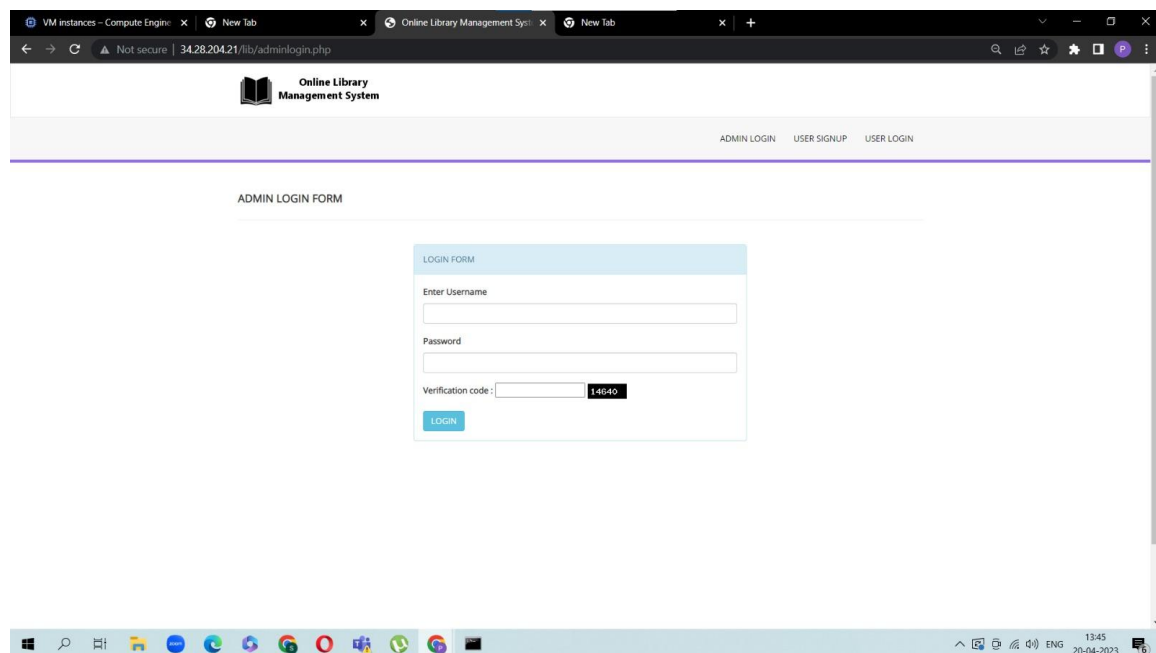 VM instances – Compute Engine
New Tab
Online Library Management Syst
New Tab
Not secure | 34.28.204.21/lib/adminlogin.php
P
Online Library
Management System
ADMIN LOGIN USER SIGNUP USER LOGIN
ADMIN LOGIN FORM
LOGIN FORM
Enter Username
Password
Verification code : 14640
LOGIN
ENG
13:45
20-04-2023
6